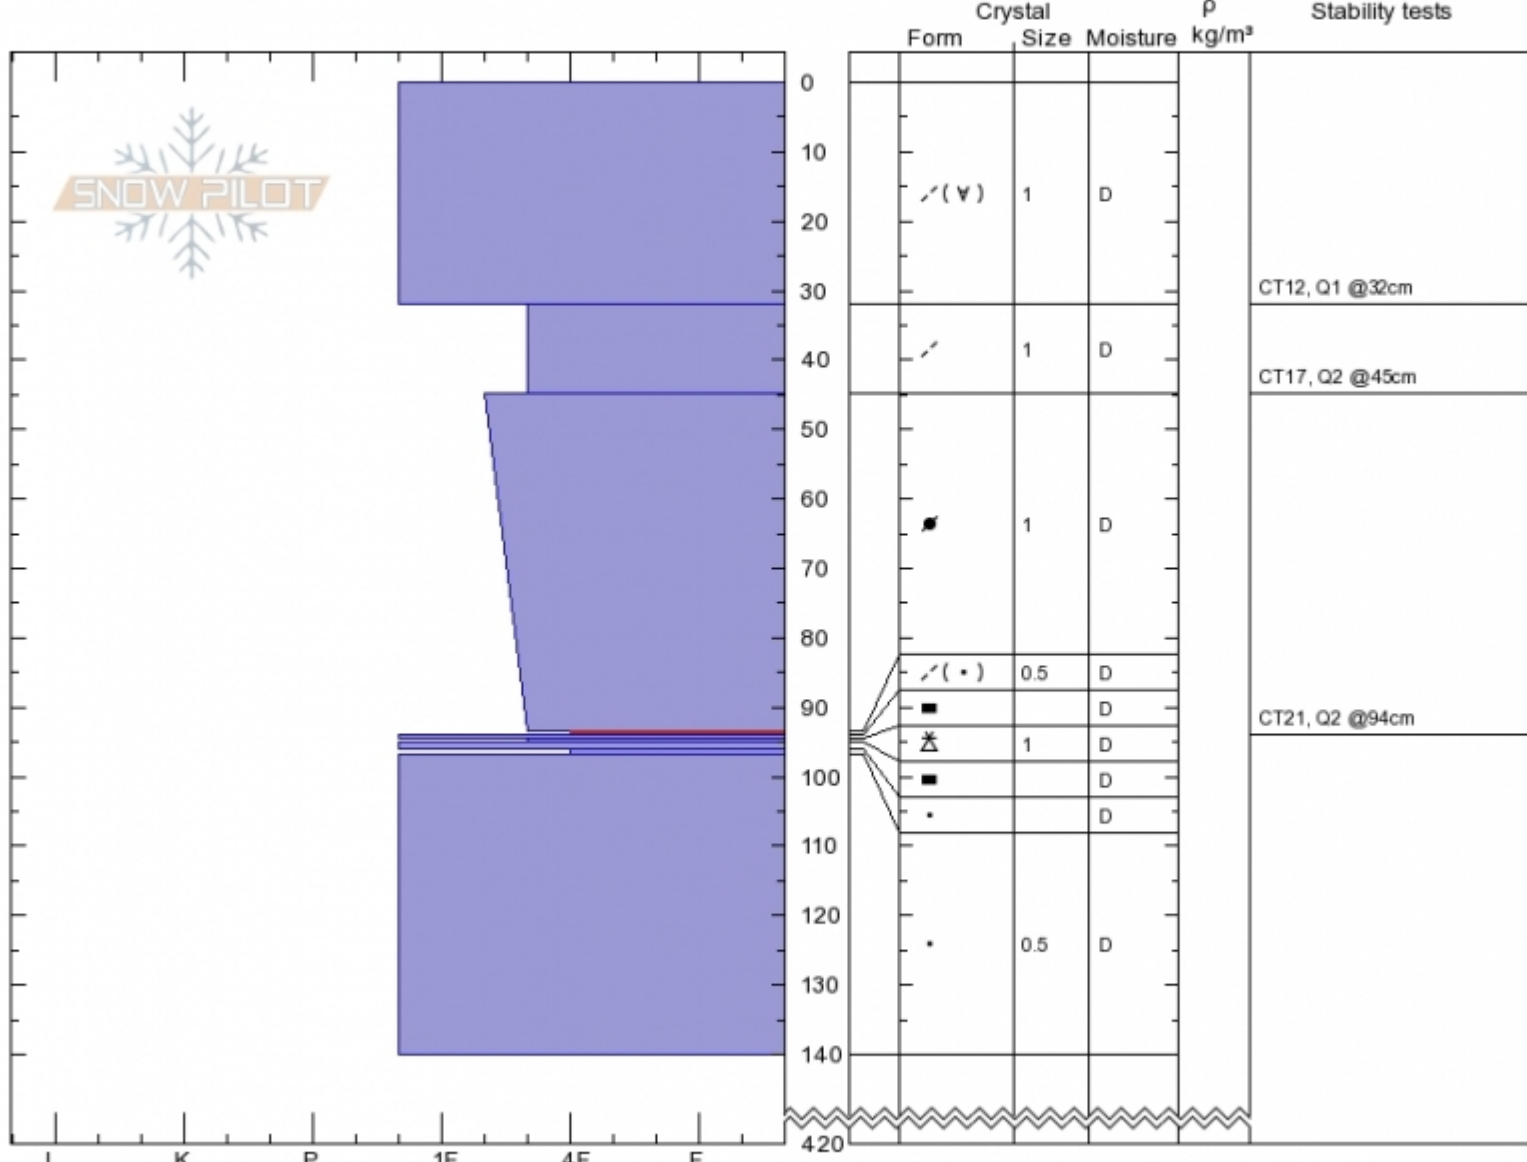 Crystal ρ Stability tests
Form Size Moisture kg/m³
SNOW PILOT
0
10
1 D
20
CT12, Q1 @32cm
30
1 D
40
CT17, Q2 @45cm
50
1 D
60
70
80
0.5 D
90
D
CT21, Q2 @94cm
1 D
100
D
D
110
120
0.5 D
130
140
420
I K P 1F 4F F